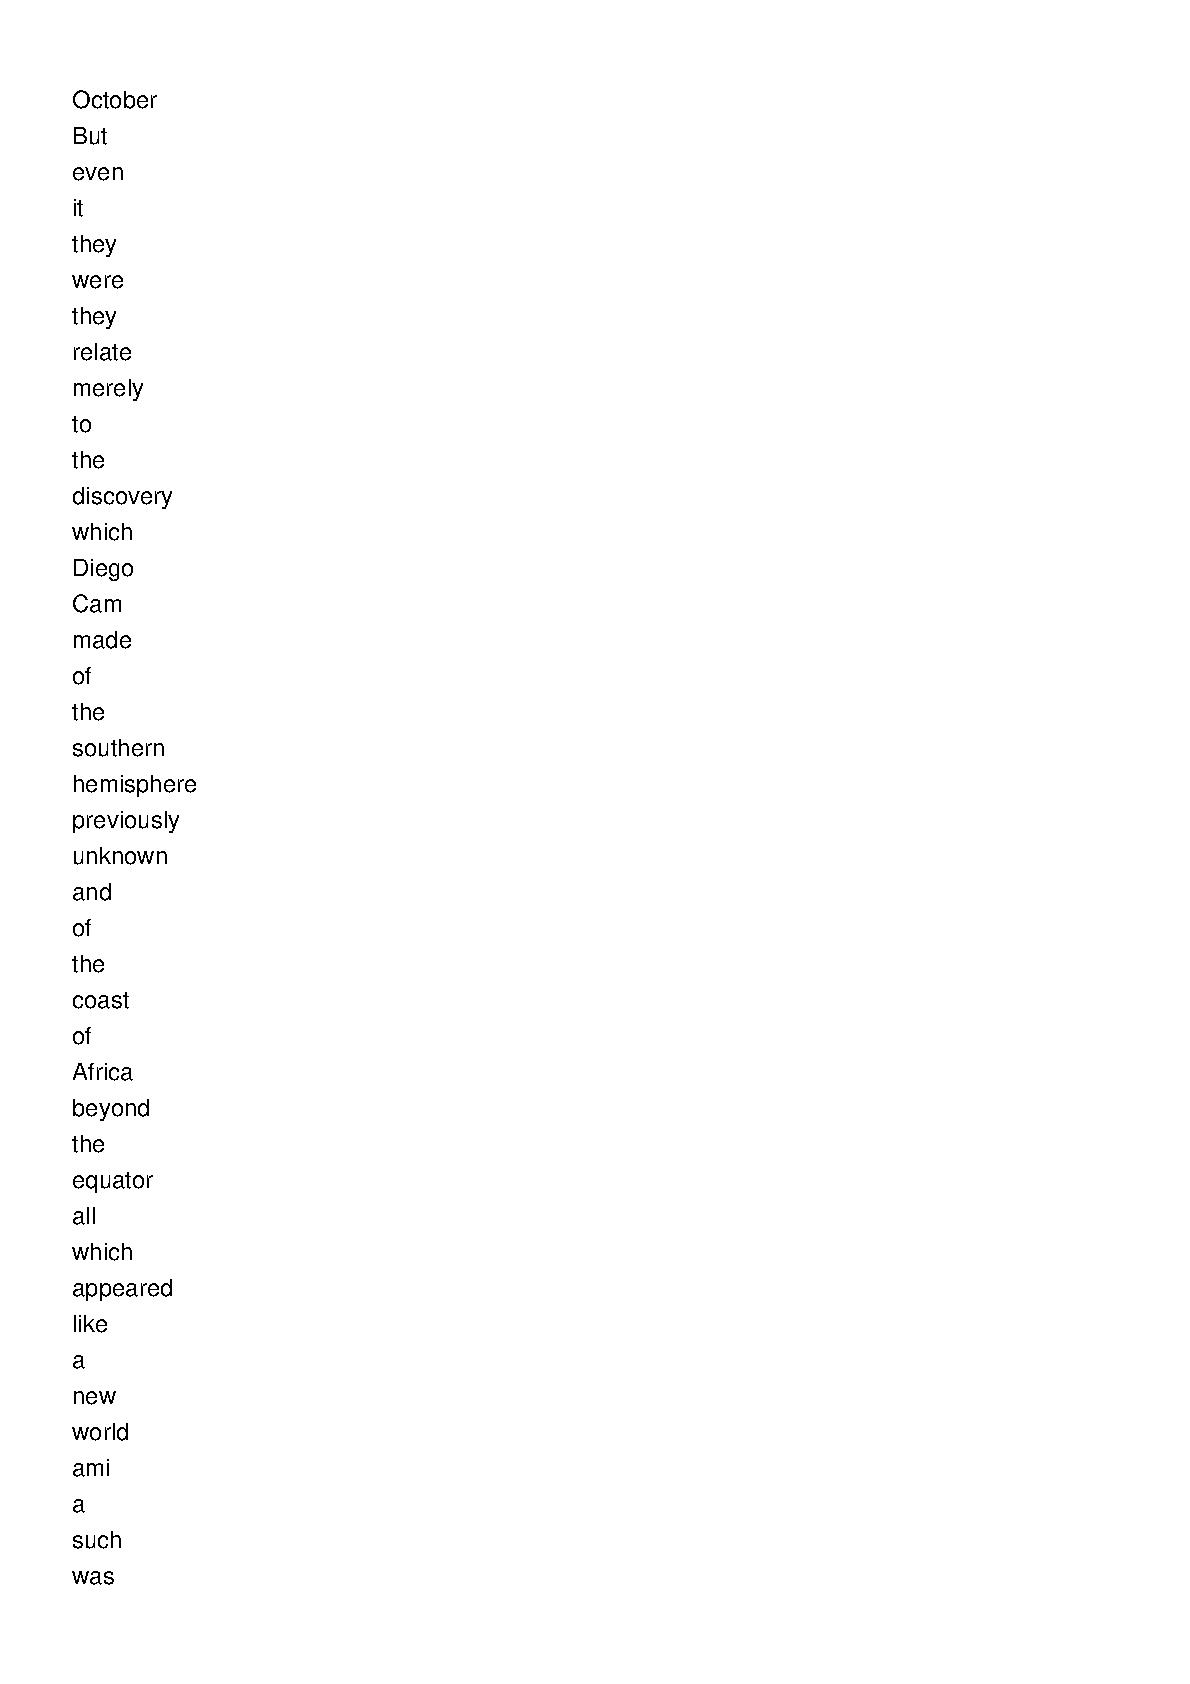 October
But
even
it
they
were
they
relate
merely
to
the
discovery
which
Diego
Cam
made
of
the
southern
hemisphere
previously
unknown
and
of
the
coast
of
Africa
beyond
the
equator
all
which
appeared
like
a
new
world
ami
a
such
was